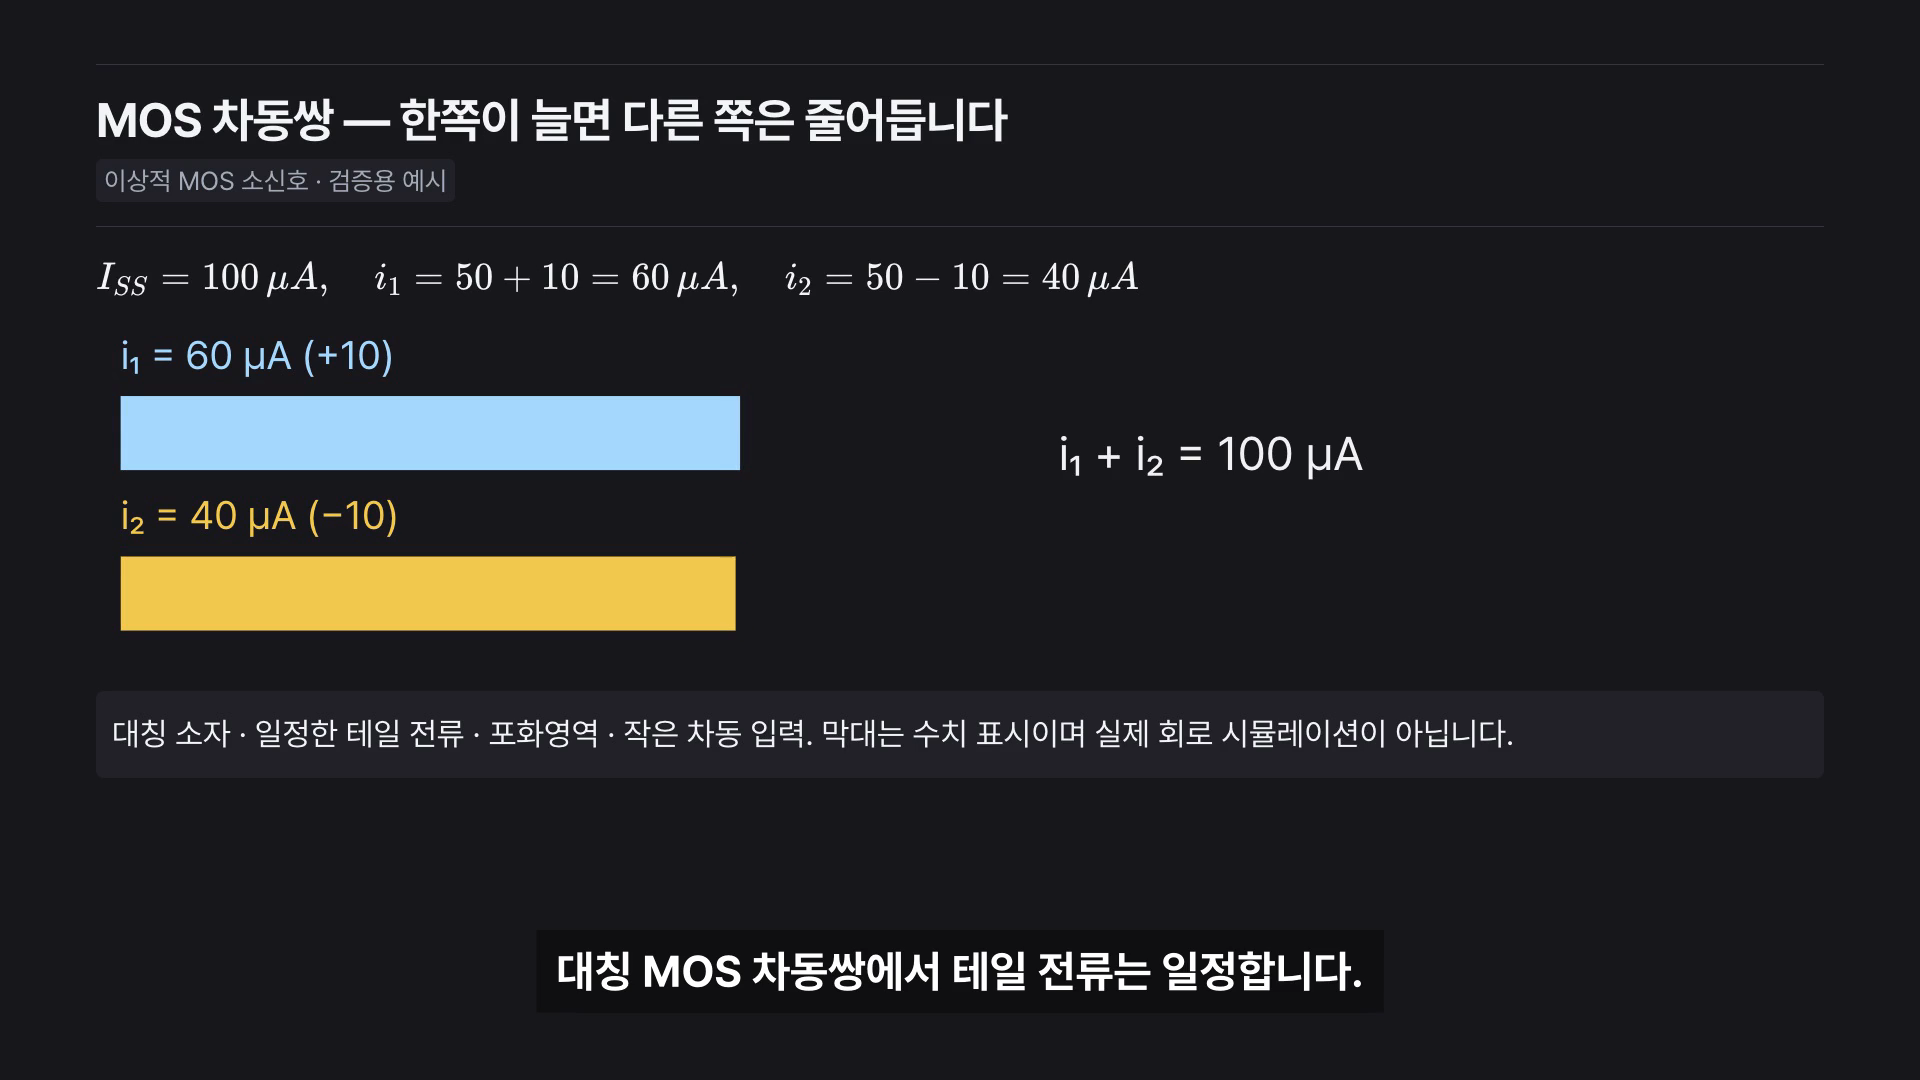 MOS 차동쌍 — 한쪽이 늘면 다른 쪽은 줄어듭니다
이상적 MOS 소신호 · 검증용 예시
I_SS = 100 μA, i₁ = 50 + 10 = 60 μA, i₂ = 50 − 10 = 40 μA
i₁ = 60 μA (+10)
i₁ + i₂ = 100 μA
i₂ = 40 μA (−10)
대칭 소자 · 일정한 테일 전류 · 포화영역 · 작은 차동 입력. 막대는 수치 표시이며 실제 회로 시뮬레이션이 아닙니다.
대칭 MOS 차동쌍에서 테일 전류는 일정합니다.